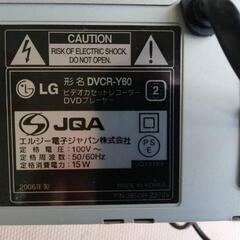 CAUTION
RISK OF ELECTRIC SHOCK.
DO NOT OPEN.
LG 形名 DVCR-Y60
ビデオカセットレコーダー
DVDプレーヤー
2
JQA
エルジー電子ジャパン株式会社
定格電圧:100V~
定格周波数:50/60Hz
定格消費電力:15W
PS
E
2006年製
MADE IN KOREA